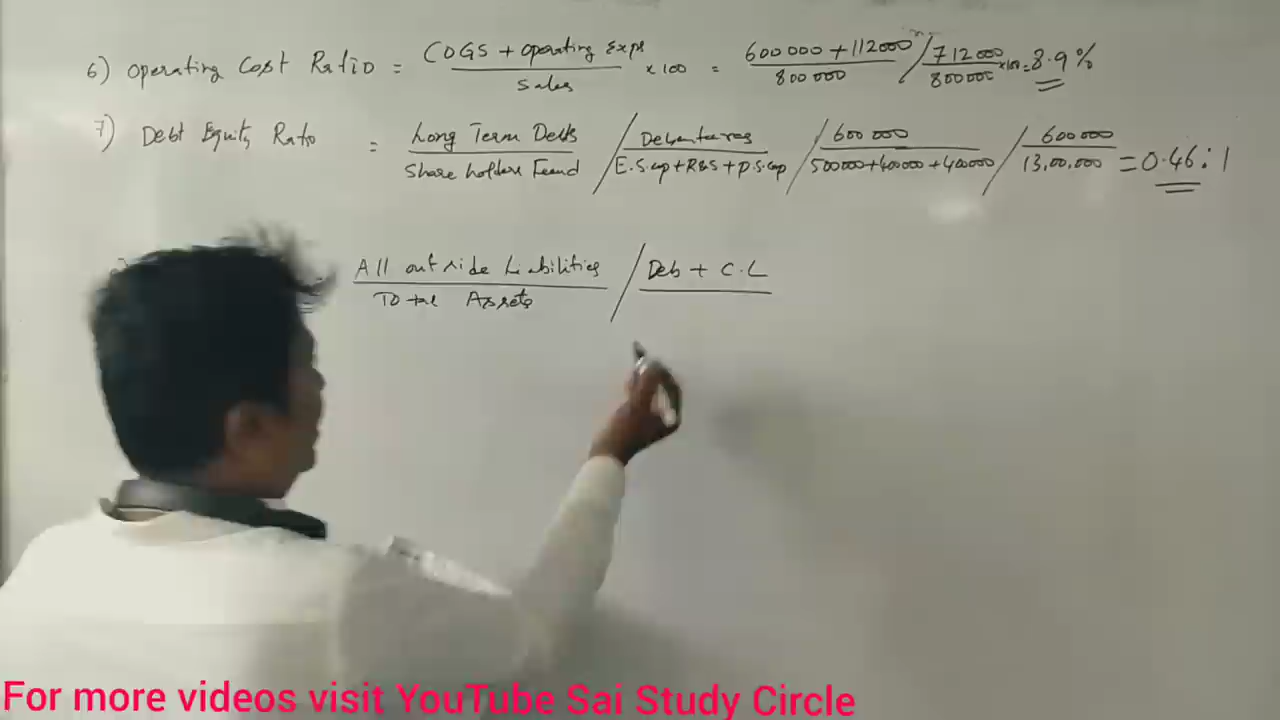 6) Operating Cost Ratio = COGS + Operating Exps / Sales × 100 = 600000 + 112000 / 800000 / 712000 / 800000 ×100 = 8.9%
7) Debt Equity Ratio = Long Term Debts / Share holders Fund / Debentures / E.S.cap + R&S + P.S.cap / 600000 / 500000 + 400000 + 400000 / 600000 / 13,00,000 = 0.46 : 1
All outside Liabilities / Total Assets / Deb + C.L
For more videos visit YouTube Sai Study Circle